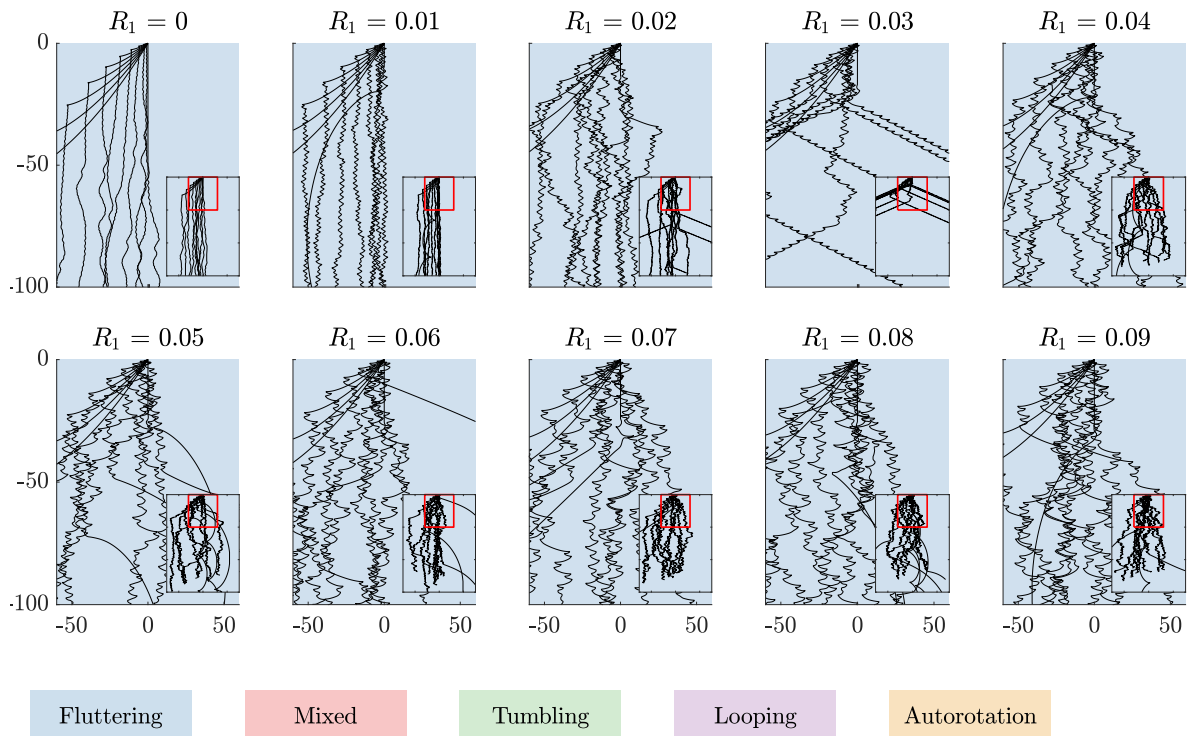 R₁ = 0 R₁ = 0.01 R₁ = 0.02 R₁ = 0.03 R₁ = 0.04
0
-50
-100
R₁ = 0.05 R₁ = 0.06 R₁ = 0.07 R₁ = 0.08 R₁ = 0.09
0
-50
-100
-50 0 50 -50 0 50 -50 0 50 -50 0 50 -50 0 50
Fluttering Mixed Tumbling Looping Autorotation